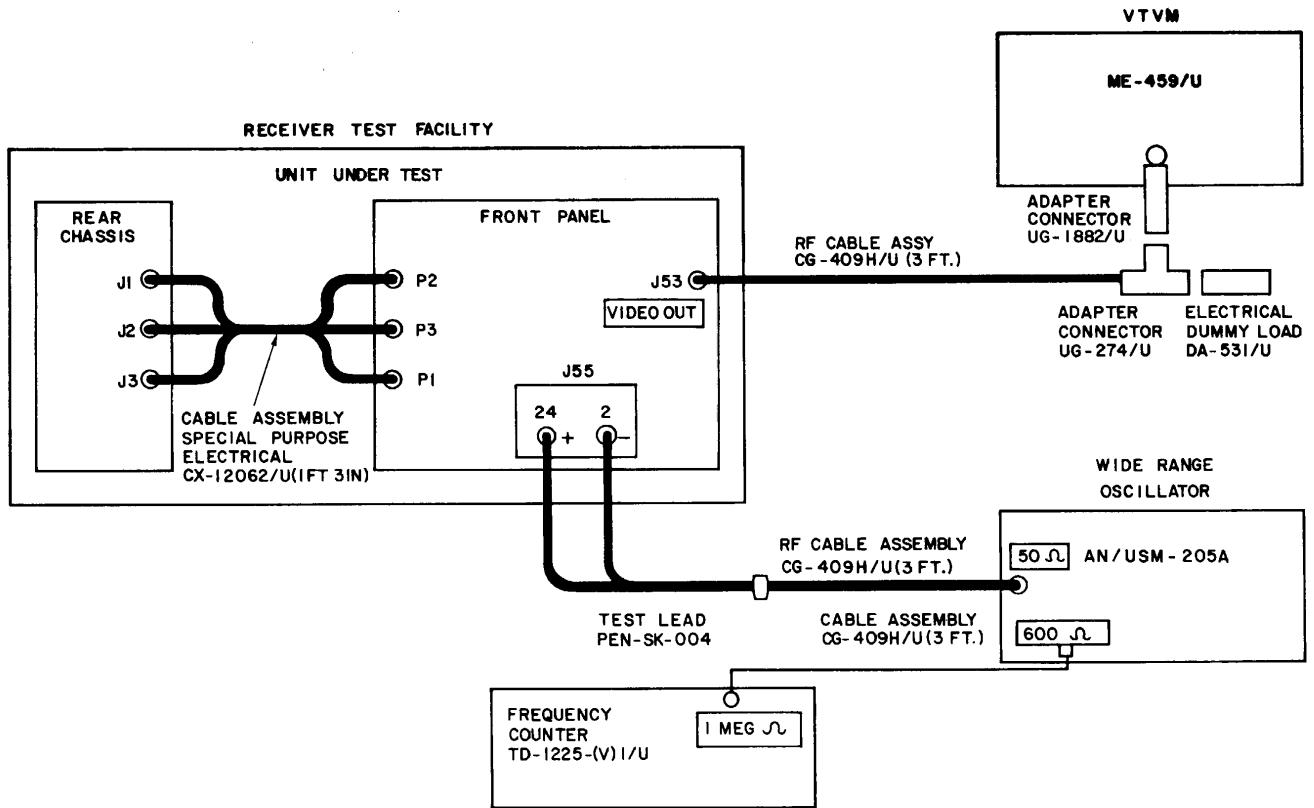 VTVM
ME-459/U
RECEIVER TEST FACILITY
UNIT UNDER TEST
REAR
CHASSIS
FRONT PANEL
ADAPTER
CONNECTOR
UG-1882/U
RF CABLE ASSY
CG-409H/U (3 FT.)
J1
P2
J53
VIDEO OUT
J2
P3
ADAPTER
CONNECTOR
UG-274/U
ELECTRICAL
DUMMY LOAD
DA-531/U
J3
P1
J55
24
2
+
-
CABLE ASSEMBLY
SPECIAL PURPOSE
ELECTRICAL
CX-12062/U(1FT 3IN)
WIDE RANGE
OSCILLATOR
RF CABLE ASSEMBLY
CG-409H/U(3 FT.)
50 Ω
AN/USM-205A
TEST LEAD
PEN-SK-004
CABLE ASSEMBLY
CG-409H/U(3 FT.)
600 Ω
FREQUENCY
COUNTER
TD-1225-(V)1/U
1 MEG Ω